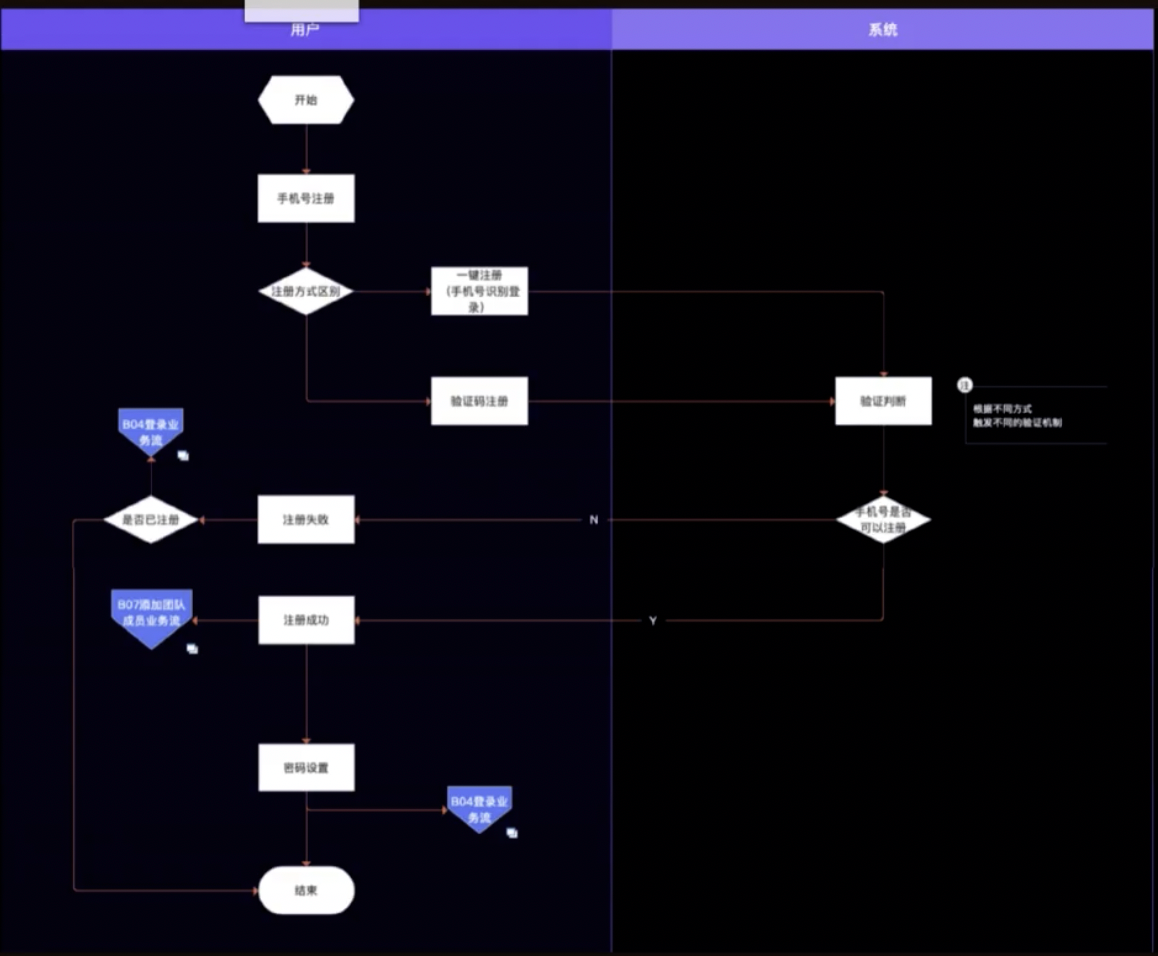 用户
系统
开始
手机号注册
注册方式区别
一键注册
（手机号识别登
录）
验证码注册
验证判断
注
根据不同方式
触发不同的验证机制
B04登录业
务流
是否已注册
注册失败
N
手机号是否
可以注册
B07添加团队
成员业务流
注册成功
Y
密码设置
B04登录业
务流
结束